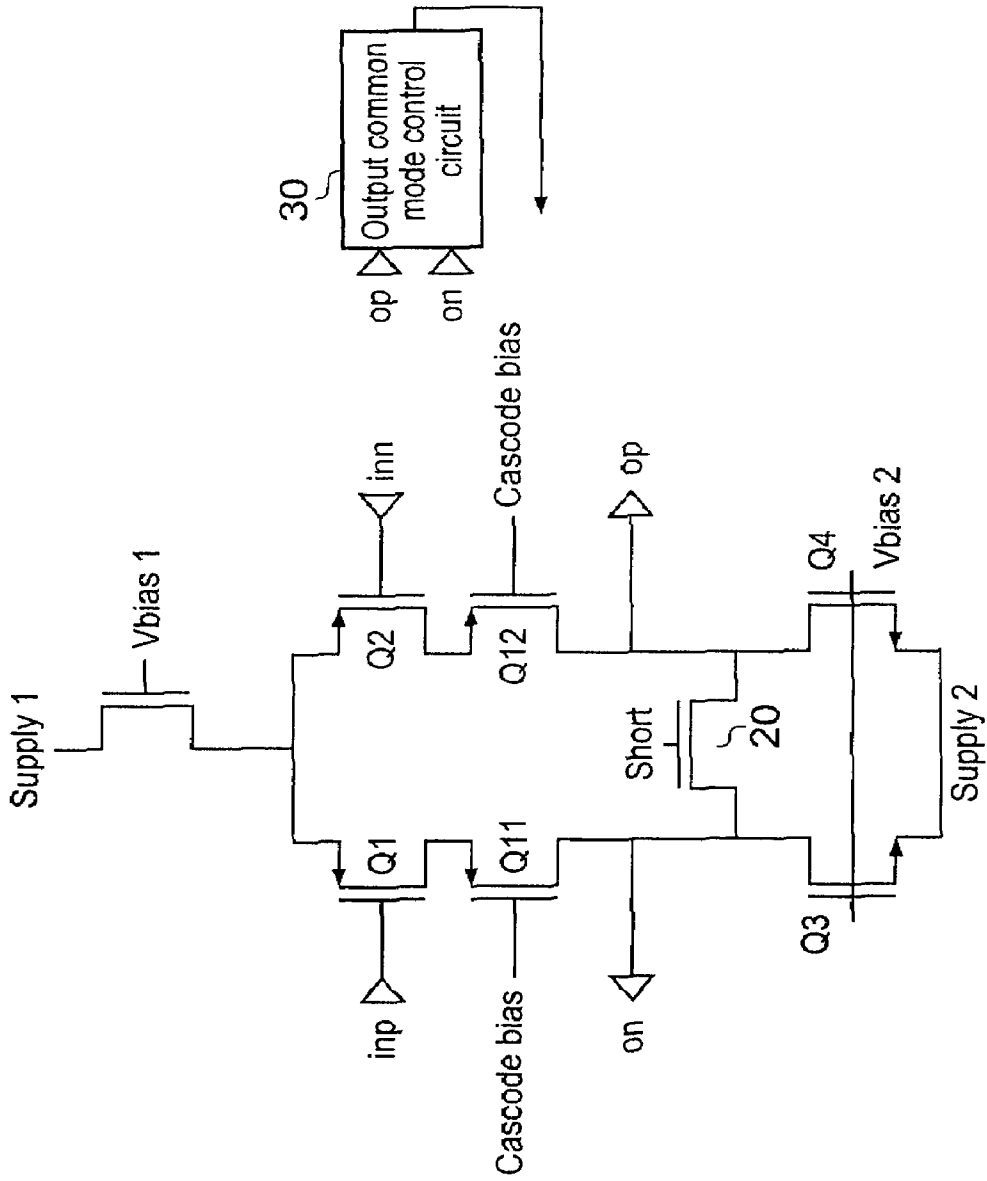 Supply 1
Vbias 1
inp
Q1
Q2
inn
Cascode bias
Q11
Q12
Cascode bias
on
Short
20
op
Q3
Q4
Vbias 2
Supply 2
30
op
on
Output common
mode control
circuit